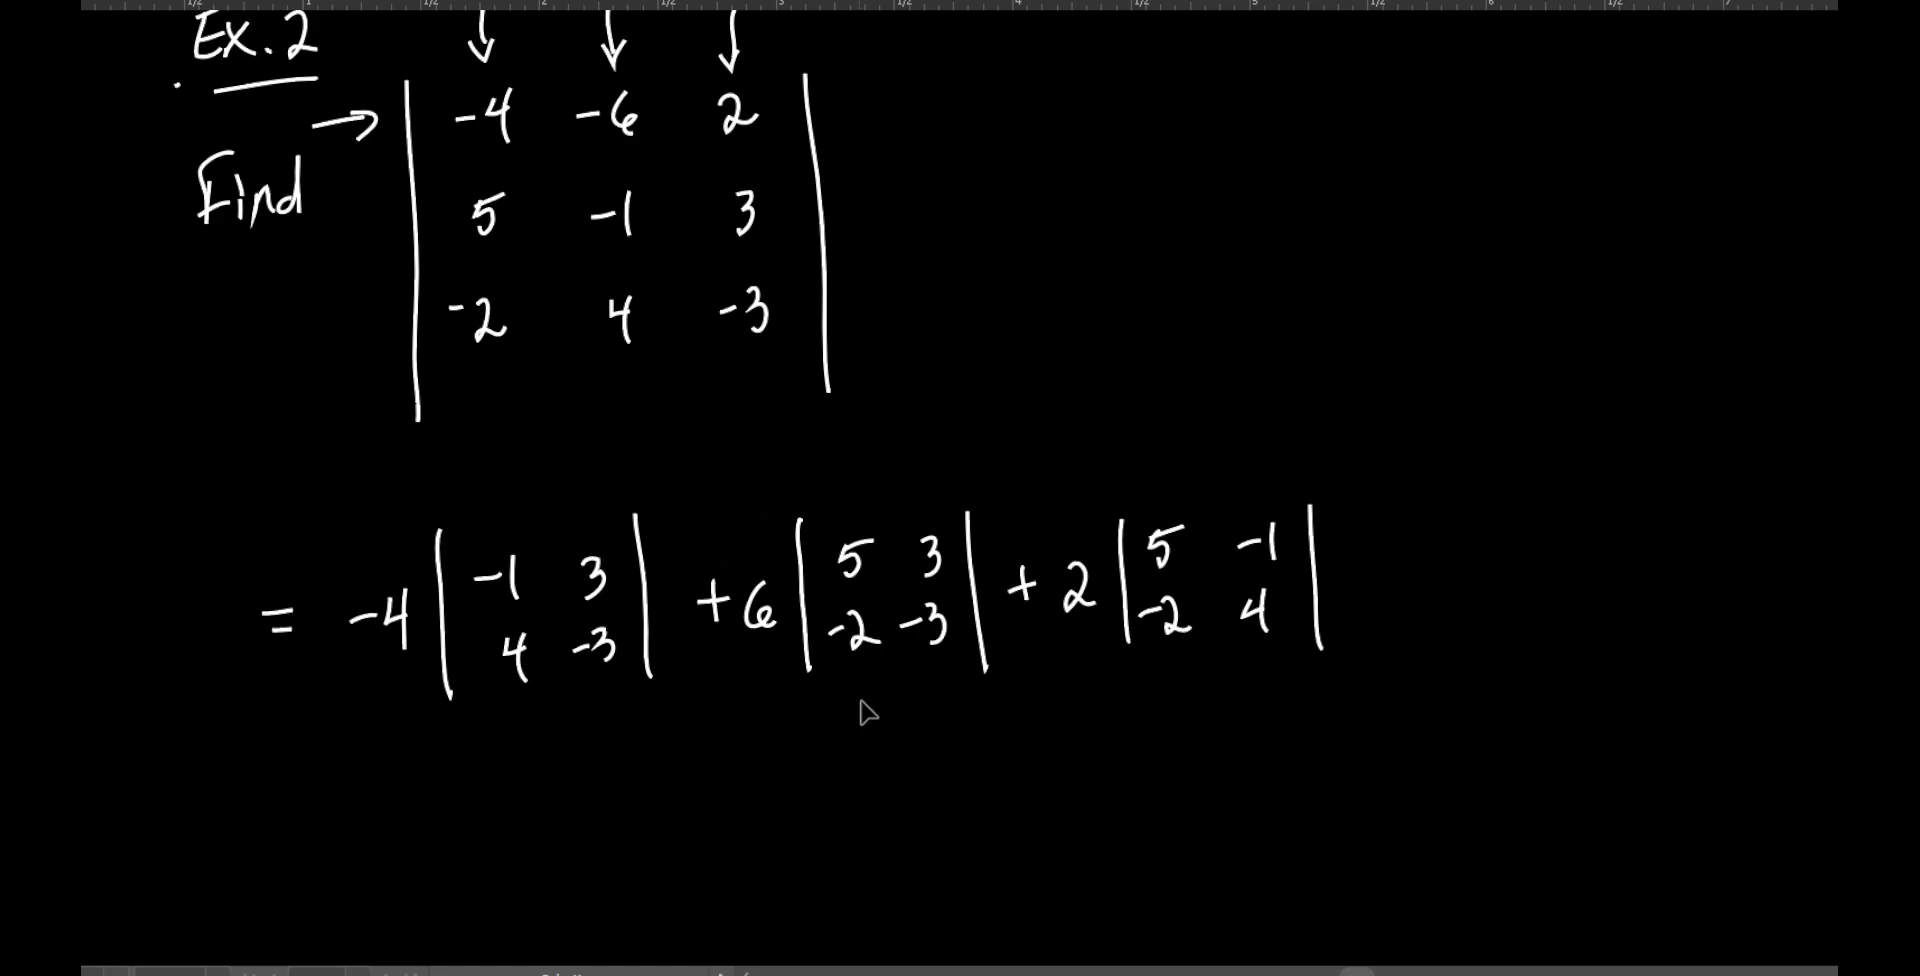 Ex. 2
Find
| -4 -6 2 |
| 5 -1 3 |
| -2 4 -3 |
= -4 | -1 3 | + 6 | 5 3 | + 2 | 5 -1 |
| 4 -3 | | -2 -3 | | -2 4 |